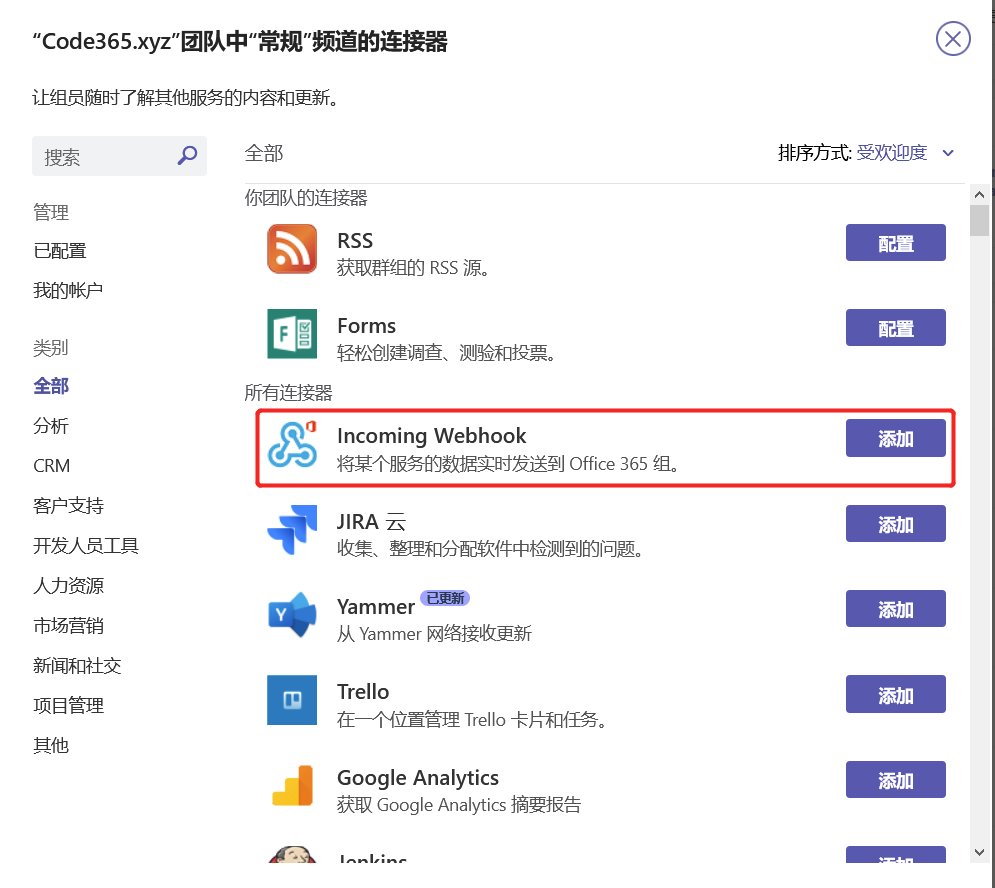 “Code365.xyz”团队中“常规”频道的连接器
让组员随时了解其他服务的内容和更新。
搜索
全部
排序方式: 受欢迎度
管理
已配置
我的帐户
类别
全部
分析
CRM
客户支持
开发人员工具
人力资源
市场营销
新闻和社交
项目管理
其他
你团队的连接器
RSS
获取群组的 RSS 源。
配置
Forms
轻松创建调查、测验和投票。
配置
所有连接器
Incoming Webhook
将某个服务的数据实时发送到 Office 365 组。
添加
JIRA 云
收集、整理和分配软件中检测到的问题。
添加
Yammer 已更新
从 Yammer 网络接收更新
添加
Trello
在一个位置管理 Trello 卡片和任务。
添加
Google Analytics
获取 Google Analytics 摘要报告
添加
Jenkins
添加